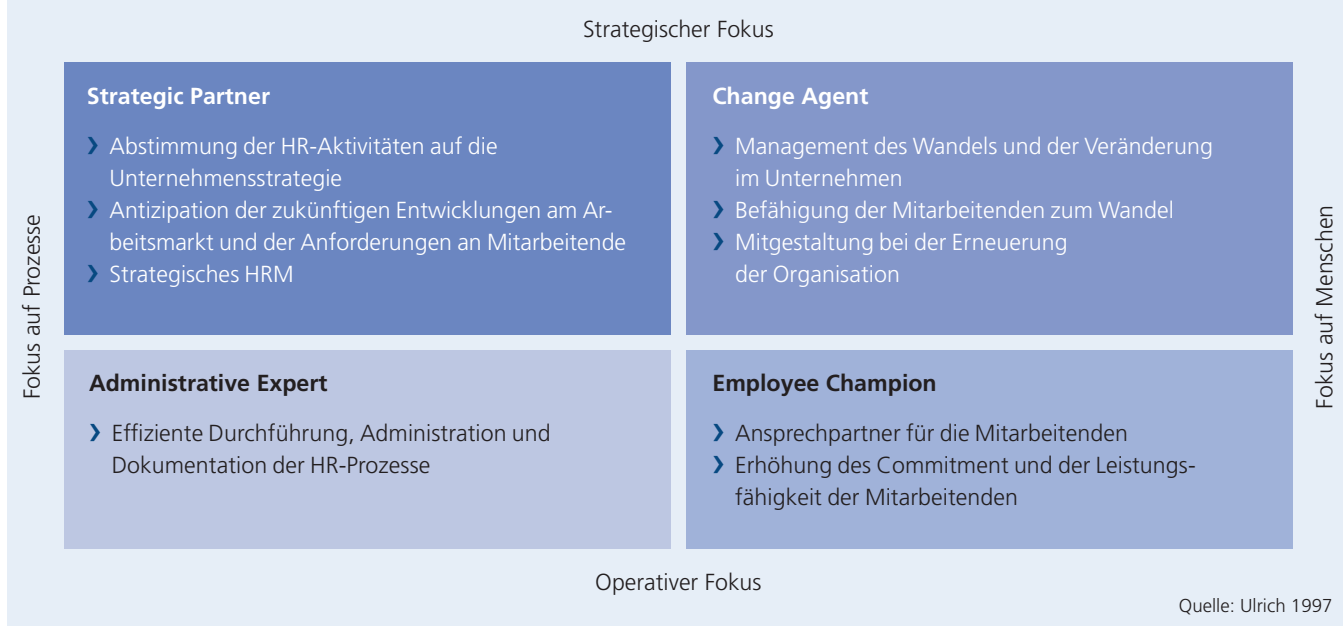 Strategischer Fokus
Strategic Partner
❯ Abstimmung der HR-Aktivitäten auf die
Unternehmensstrategie
❯ Antizipation der zukünftigen Entwicklungen am Ar-
beitsmarkt und der Anforderungen an Mitarbeitende
❯ Strategisches HRM
Change Agent
❯ Management des Wandels und der Veränderung
im Unternehmen
❯ Befähigung der Mitarbeitenden zum Wandel
❯ Mitgestaltung bei der Erneuerung
der Organisation
Fokus auf Prozesse
Fokus auf Menschen
Administrative Expert
❯ Effiziente Durchführung, Administration und
Dokumentation der HR-Prozesse
Employee Champion
❯ Ansprechpartner für die Mitarbeitenden
❯ Erhöhung des Commitment und der Leistungs-
fähigkeit der Mitarbeitenden
Operativer Fokus
Quelle: Ulrich 1997